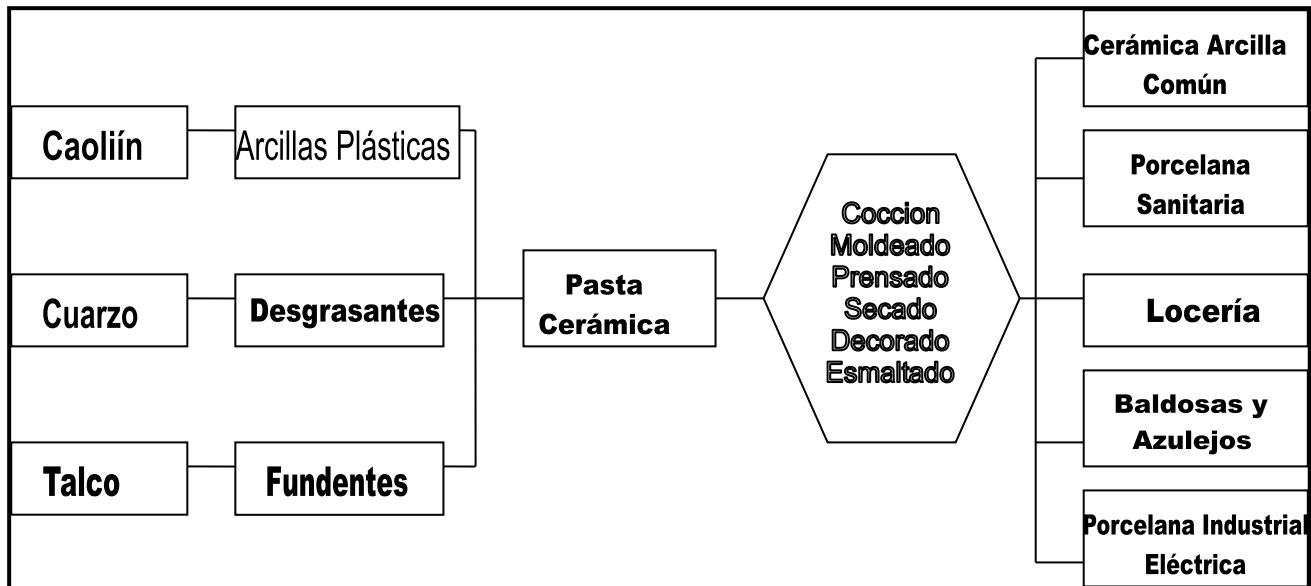 Caoliín
Arcillas Plásticas
Cuarzo
Desgrasantes
Talco
Fundentes
Pasta
Cerámica
Coccion
Moldeado
Prensado
Secado
Decorado
Esmaltado
Cerámica Arcilla
Común
Porcelana
Sanitaria
Locería
Baldosas y
Azulejos
Porcelana Industrial
Eléctrica